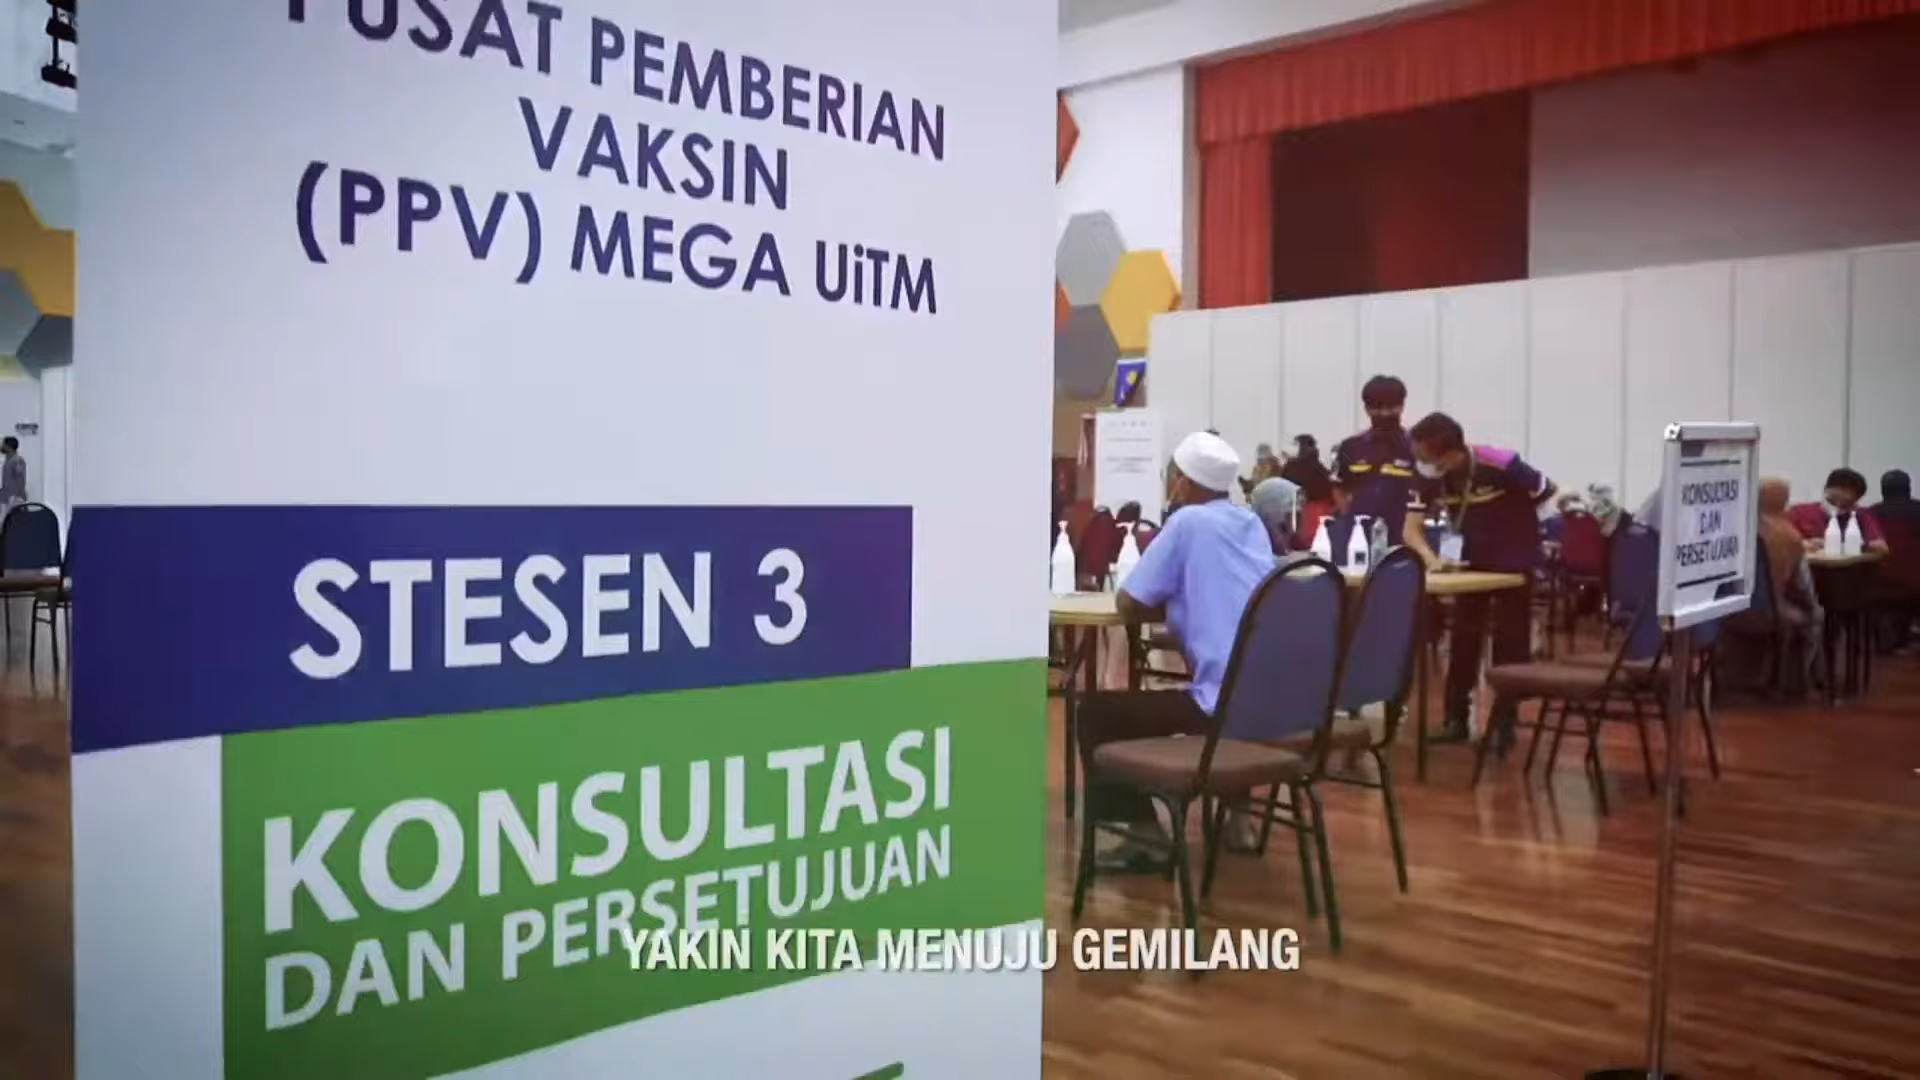 PUSAT PEMBERIAN
VAKSIN
(PPV) MEGA UiTM
STESEN 3
KONSULTASI
DAN PERSETUJUAN
YAKIN KITA MENUJU GEMILANG
KONSULTASI
DAN
PERSETUJUAN